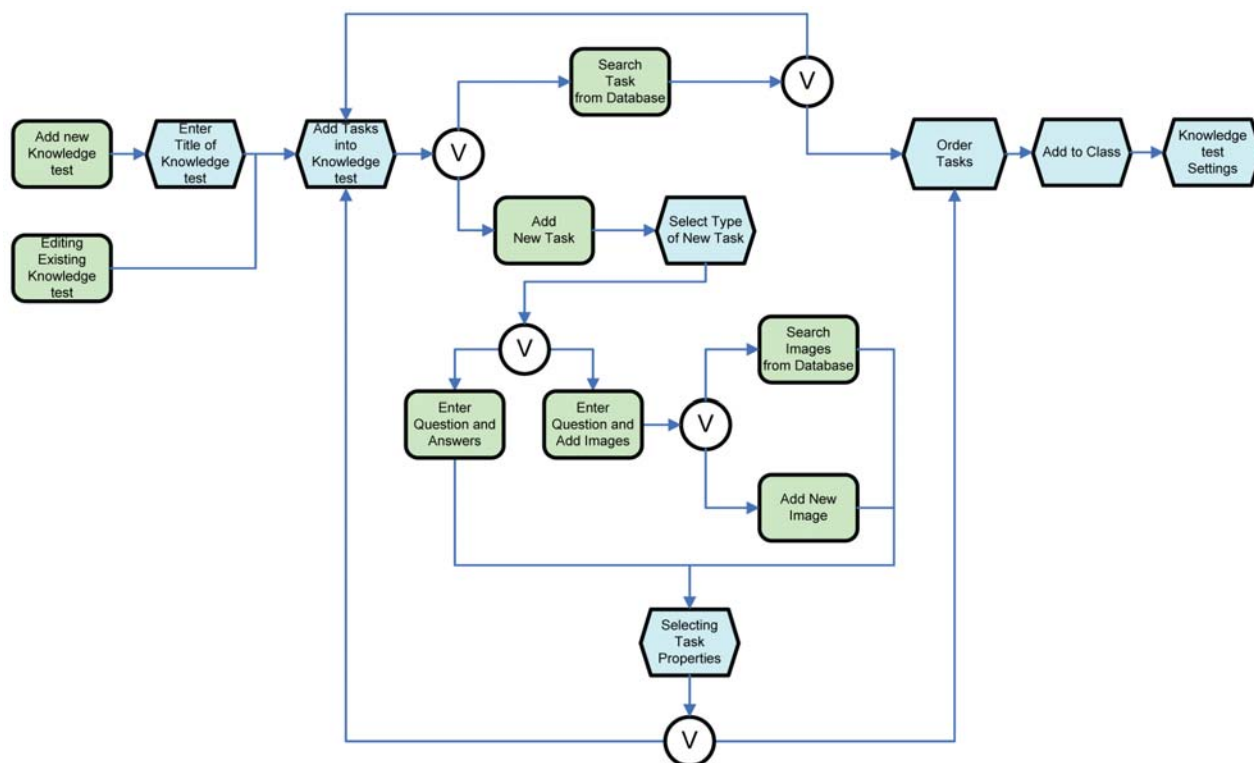 Search
Task
from Database
V
Add new
Knowledge
test
Enter
Title of
Knowledge
test
Add Tasks
into
Knowledge
test
V
Order
Tasks
Add to Class
Knowledge
test
Settings
Editing
Existing
Knowledge
test
Add
New Task
Select Type
of New Task
V
Search
Images
from Database
Enter
Question and
Answers
Enter
Question and
Add Images
V
Add New
Image
Selecting
Task
Properties
V